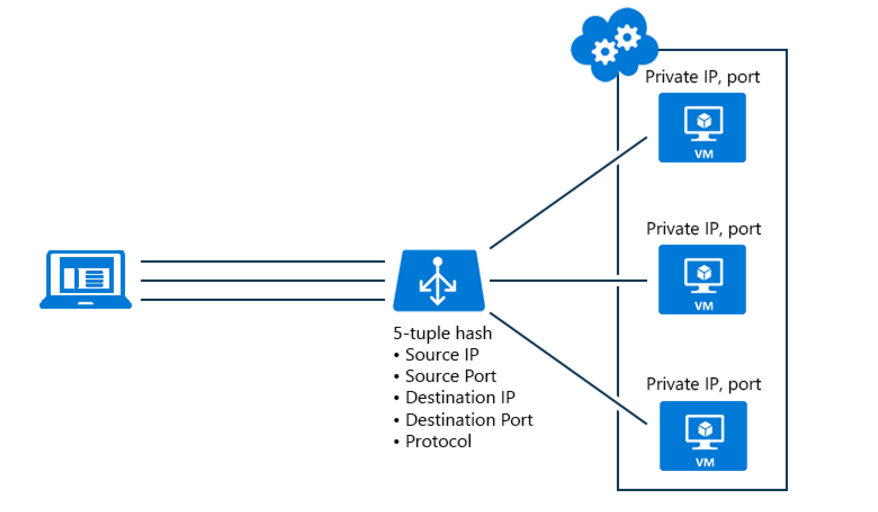 Private IP, port
VM
Private IP, port
VM
5-tuple hash
• Source IP
• Source Port
• Destination IP
• Destination Port
• Protocol
Private IP, port
VM